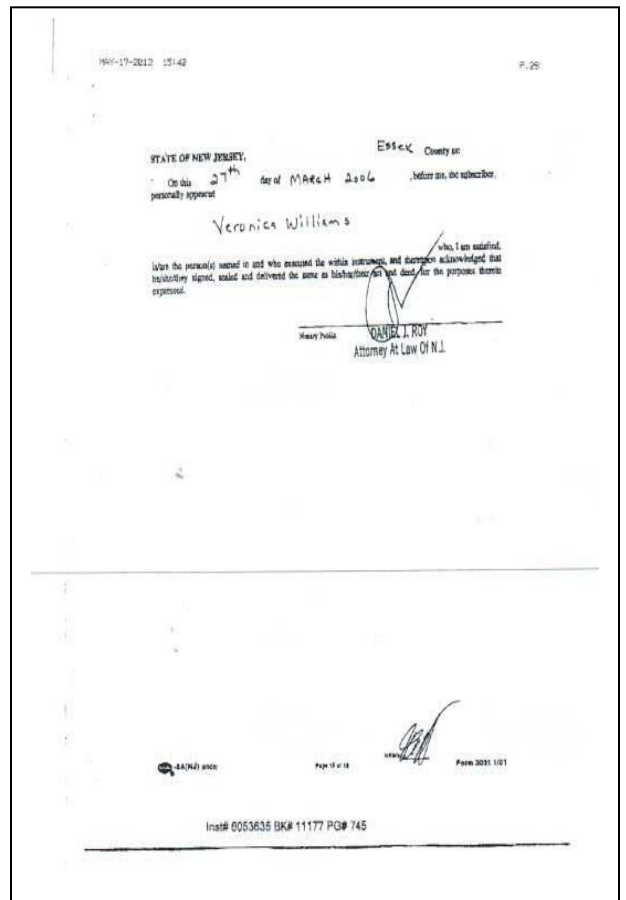 MAY-17-2012 15:42 P.29
STATE OF NEW JERSEY, Essex County ss:
On this 27th day of MARCH 2006 , before me, the subscriber,
personally appeared
Veronica Williams
who, I am satisfied,
is/are the person(s) named in and who executed the within instrument, and thereupon acknowledged that
he/she/they signed, sealed and delivered the same as his/her/their act and deed, for the purposes therein
expressed.
Notary Public DANIEL J. ROY
Attorney At Law Of N.J.
-6A(NJ) Page 15 of 15 Form 3031 1/01
Inst# 6053635 BK# 11177 PG# 745